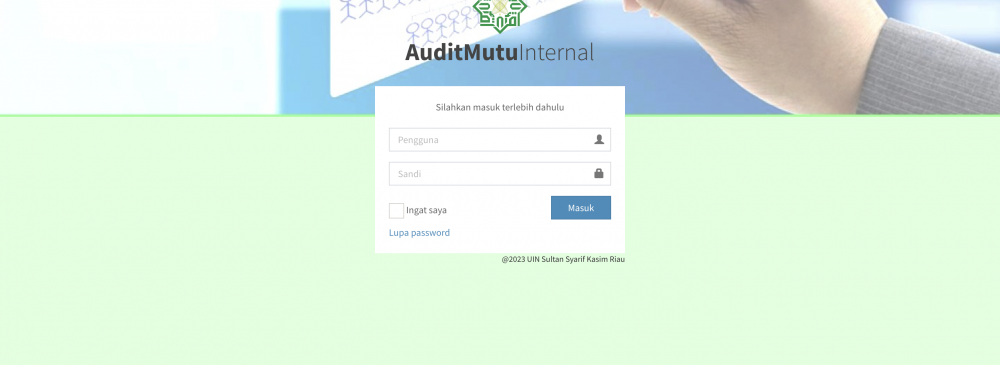 AuditMutuInternal
Silahkan masuk terlebih dahulu
Pengguna
Sandi
Ingat saya
Masuk
Lupa password
@2023 UIN Sultan Syarif Kasim Riau